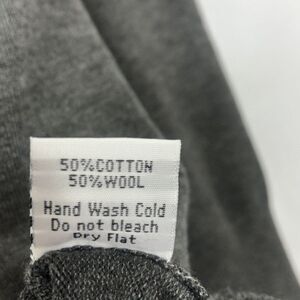 50%COTTON
50%WOOL
Hand Wash Cold
Do not bleach
Dry Flat